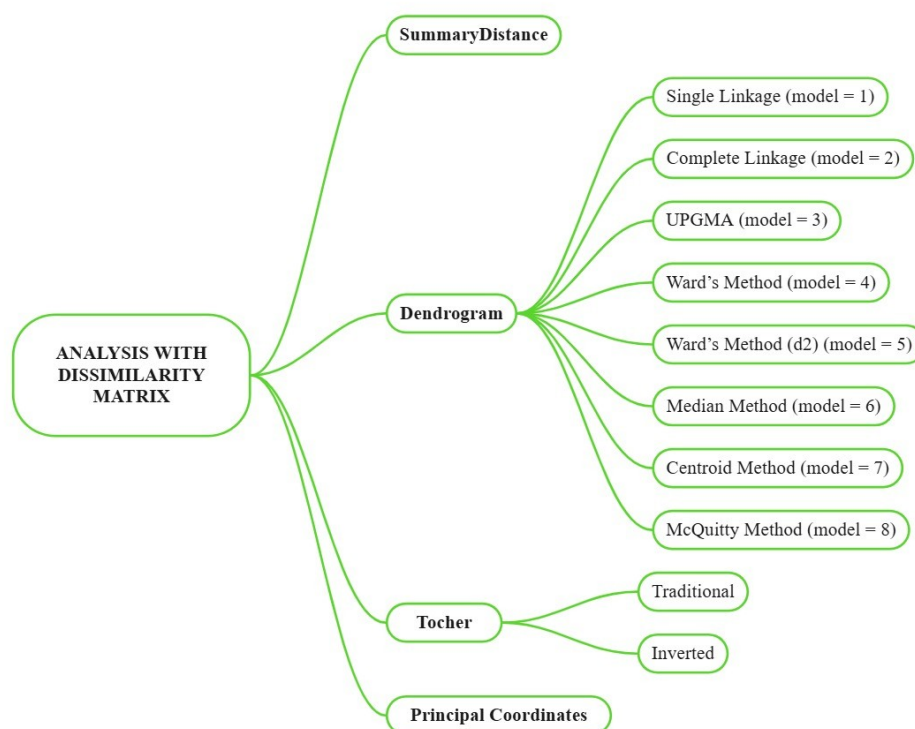 SummaryDistance
Single Linkage (model = 1)
Complete Linkage (model = 2)
UPGMA (model = 3)
Ward’s Method (model = 4)
Dendrogram
Ward’s Method (d2) (model = 5)
ANALYSIS WITH
DISSIMILARITY
MATRIX
Median Method (model = 6)
Centroid Method (model = 7)
McQuitty Method (model = 8)
Tocher
Traditional
Inverted
Principal Coordinates